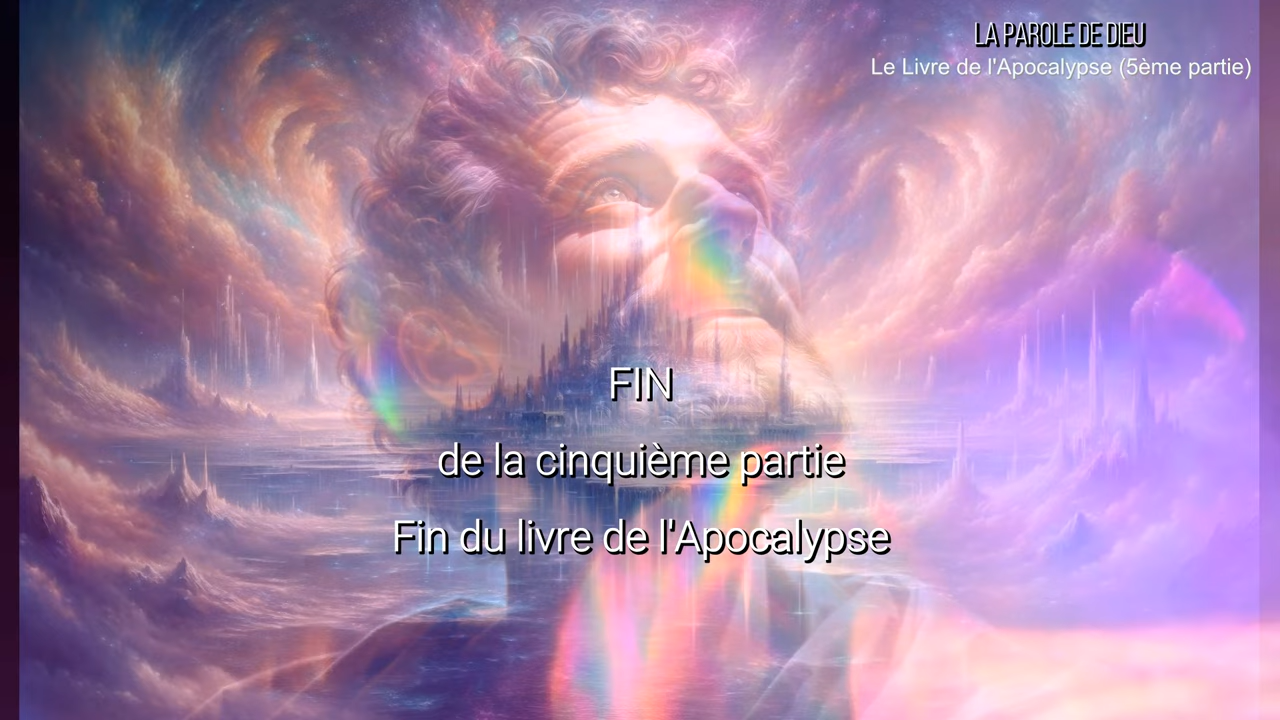 LA PAROLE DE DIEU
Le Livre de l'Apocalypse (5ème partie)
FIN
de la cinquième partie
Fin du livre de l'Apocalypse